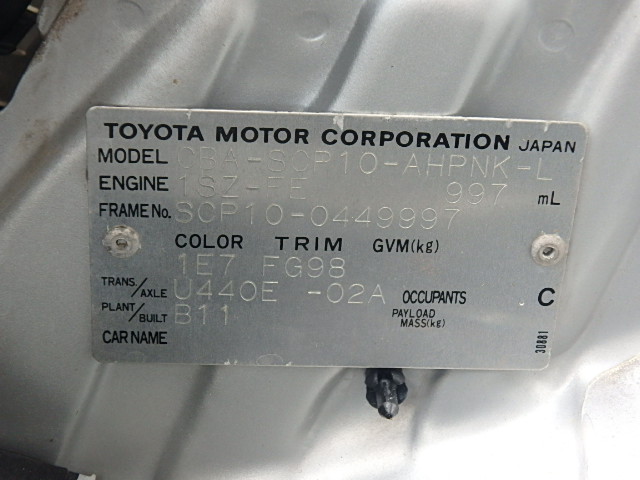 TOYOTA MOTOR CORPORATION JAPAN
MODEL CBA-SCP10-AHPNK-L
ENGINE 1SZ-FE 997 mL
FRAME No. SCP10-0449997
COLOR TRIM GVM(kg)
1E7 FG98
TRANS./AXLE U440E -02A OCCUPANTS C
PLANT/BUILT B11 PAYLOAD MASS(kg)
CAR NAME
30881